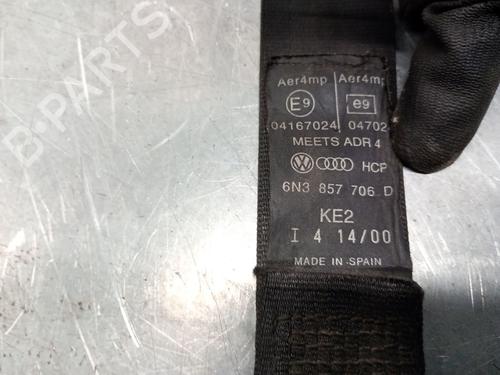 B-PARTS
Aer4mp Aer4mp
E9 e9
04167024 04702
MEETS ADR 4
HCP
6N3 857 706 D
KE2
I 4 14/00
MADE IN SPAIN